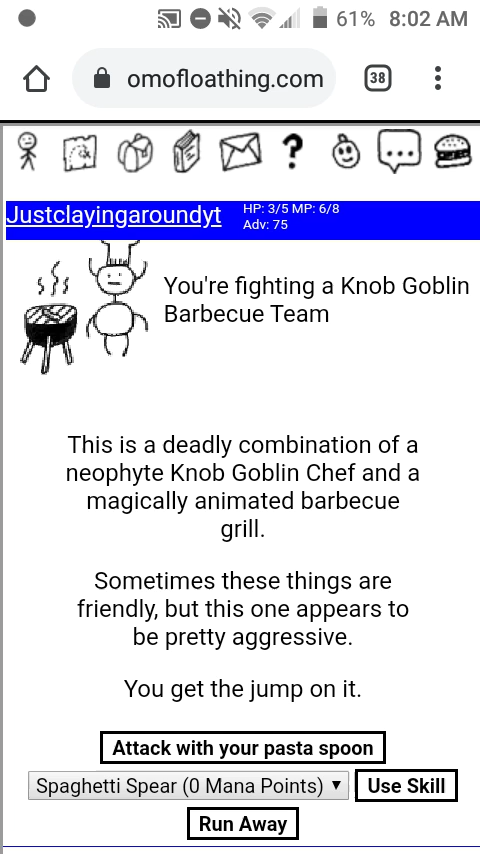 61% 8:02 AM
omofloathing.com
38
?
Justclayingaroundyt
HP: 3/5 MP: 6/8
Adv: 75
You're fighting a Knob Goblin
Barbecue Team
This is a deadly combination of a
neophyte Knob Goblin Chef and a
magically animated barbecue
grill.
Sometimes these things are
friendly, but this one appears to
be pretty aggressive.
You get the jump on it.
Attack with your pasta spoon
Spaghetti Spear (0 Mana Points) ▼ Use Skill
Run Away